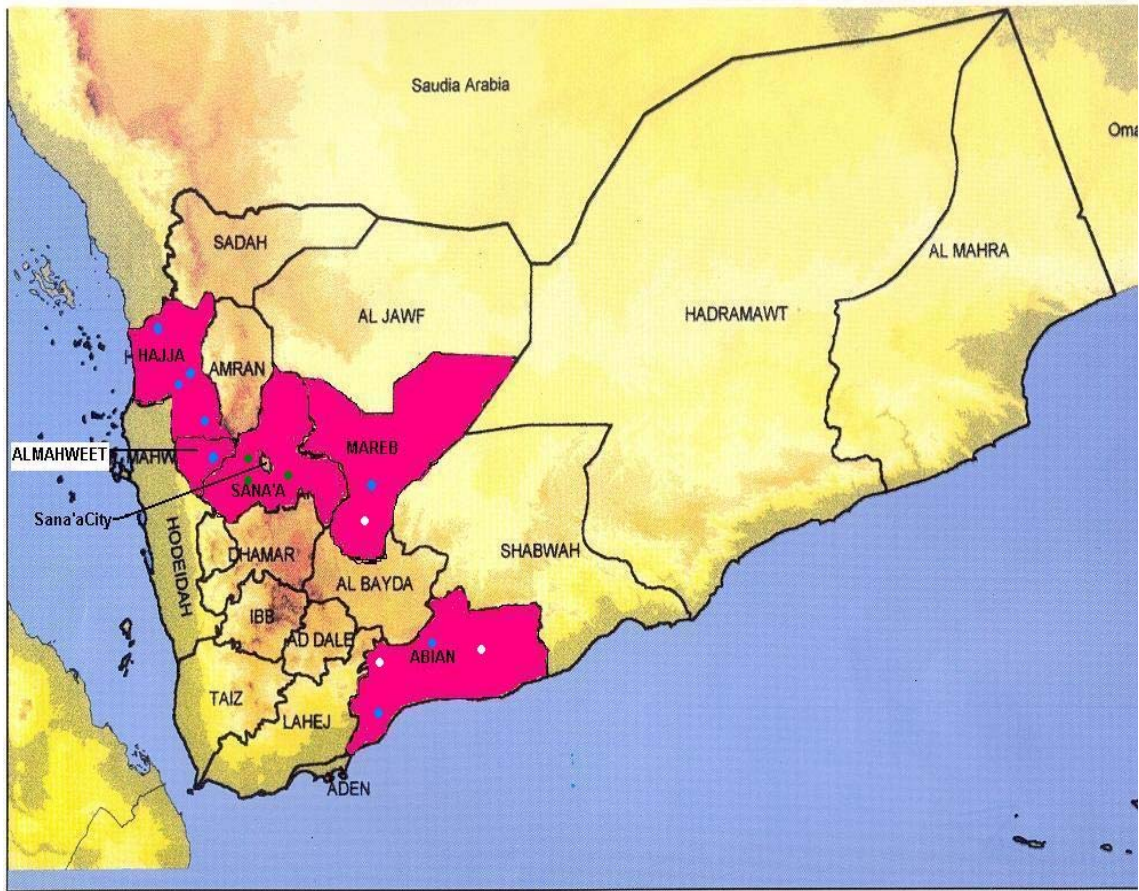 Saudia Arabia
Oma
SADAH
AL MAHRA
AL JAWF
HADRAMAWT
HAJJA
AMRAN
MAREB
ALMAHWEET
MAHW
SANA'A
Sana'aCity
HODEIDAH
DHAMAR
SHABWAH
AL BAYDA
IBB
AD DALE
ABIAN
TAIZ
LAHEJ
ADEN